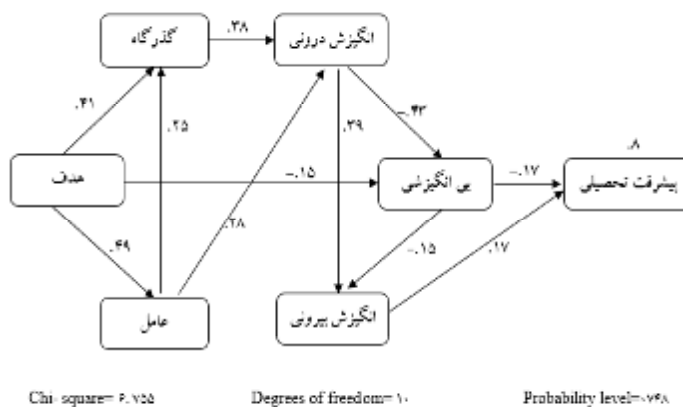 گذرگاه
.۳۸
انگیزش درونی
.۴۱
.۲۵
.۳۹
-.۴۳
.۸
هدف
-.۱۵
بی انگیزشی
-.۱۷
پیشرفت تحصیلی
.۴۹
.۲۸
-.۱۵
.۱۷
عامل
انگیزش بیرونی
Chi- square= ۶.۷۵۵ Degrees of freedom= ۱۰ Probability level=.۷۴۸